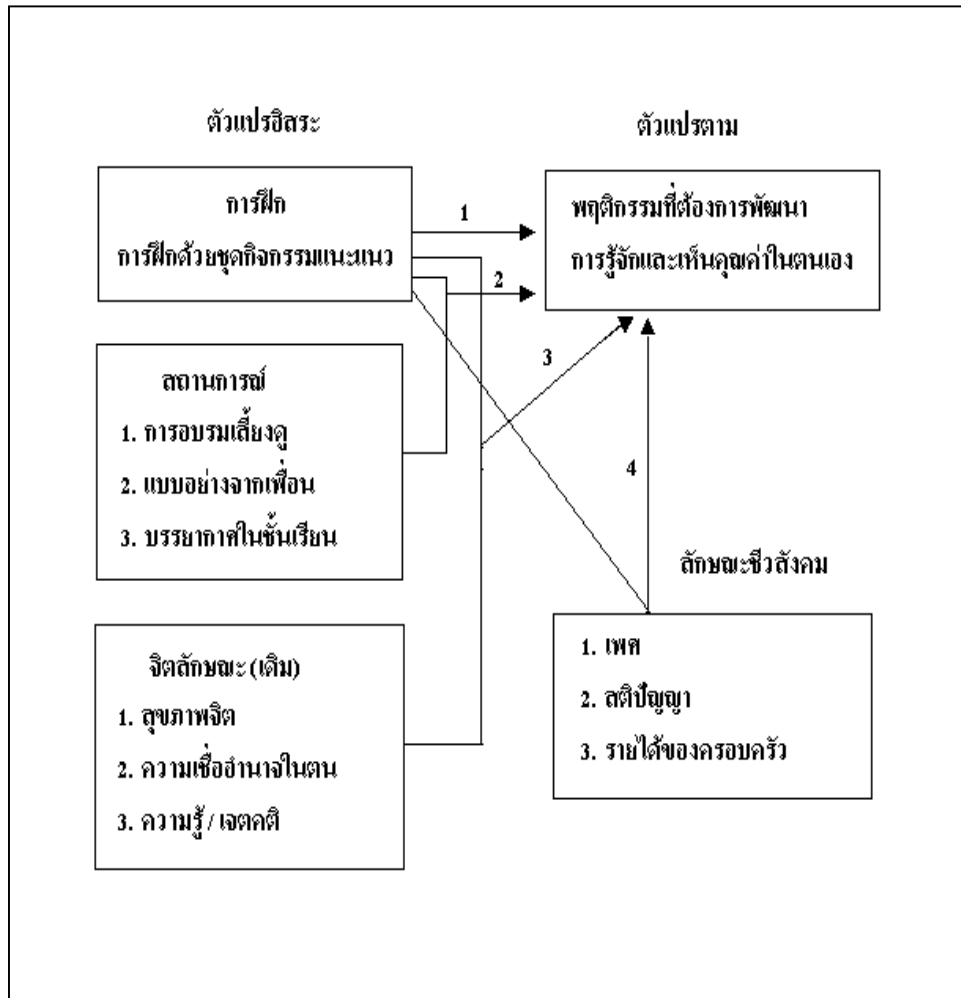 ตัวแปรอิสระ
ตัวแปรตาม
การฝึก
การฝึกด้วยชุดกิจกรรมแนะแนว
1
พฤติกรรมที่ต้องการพัฒนา
การรู้จักและเห็นคุณค่าในตนเอง
2
3
สถานการณ์
1. การอบรมเลี้ยงดู
2. แบบอย่างจากเพื่อน
3. บรรยากาศในชั้นเรียน
4
ลักษณะชีวสังคม
1. เพศ
2. สติปัญญา
3. รายได้ของครอบครัว
จิตลักษณะ (เดิม)
1. สุขภาพจิต
2. ความเชื่ออำนาจในตน
3. ความรู้ / เจตคติ